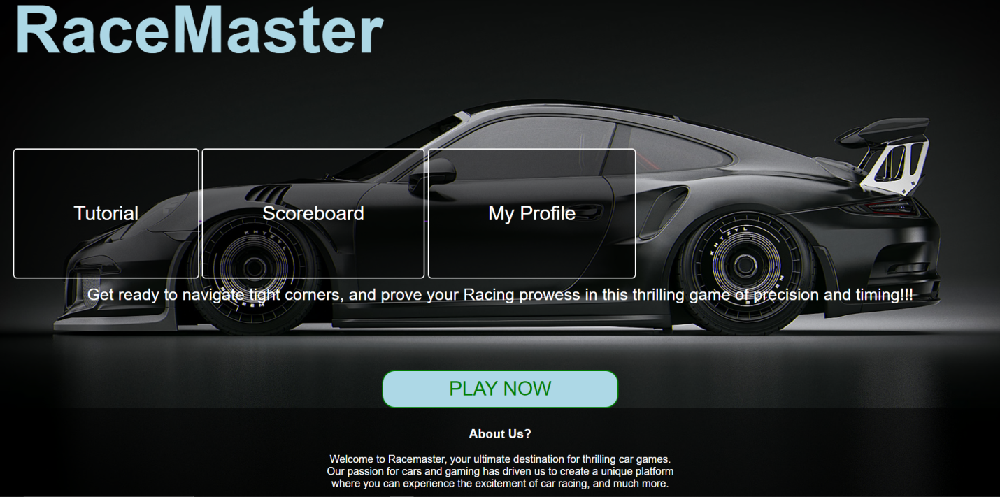 RaceMaster
Tutorial
Scoreboard
My Profile
KHYZYL
KHYZYL
Get ready to navigate tight corners, and prove your Racing prowess in this thrilling game of precision and timing!!!
PLAY NOW
About Us?
Welcome to Racemaster, your ultimate destination for thrilling car games.
Our passion for cars and gaming has driven us to create a unique platform
where you can experience the excitement of car racing, and much more.